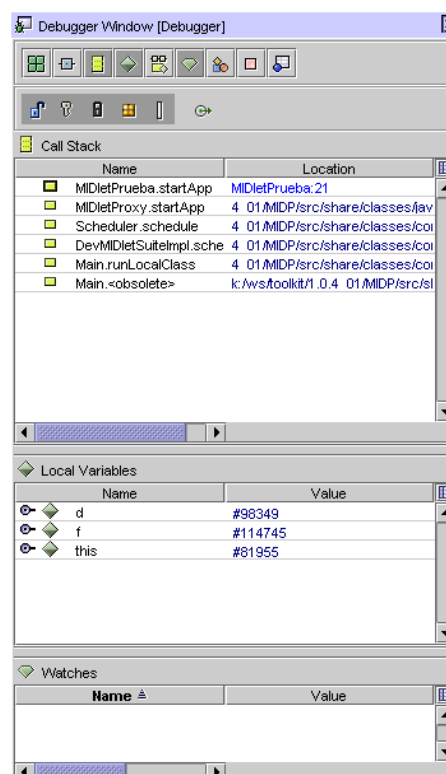 Debugger Window [Debugger]
Call Stack
Name Location
MIDletPrueba.startApp MIDletPrueba:21
MIDletProxy.startApp 4_01/MIDP/src/share/classes/jav
Scheduler.schedule 4_01/MIDP/src/share/classes/co
DevMIDletSuiteImpl.sche 4_01/MIDP/src/share/classes/co
Main.runLocalClass 4_01/MIDP/src/share/classes/co
Main.<obsolete> k:/ws/toolkit/1.0.4_01/MIDP/src/sl
Local Variables
Name Value
d #98349
f #114745
this #81955
Watches
Name Value